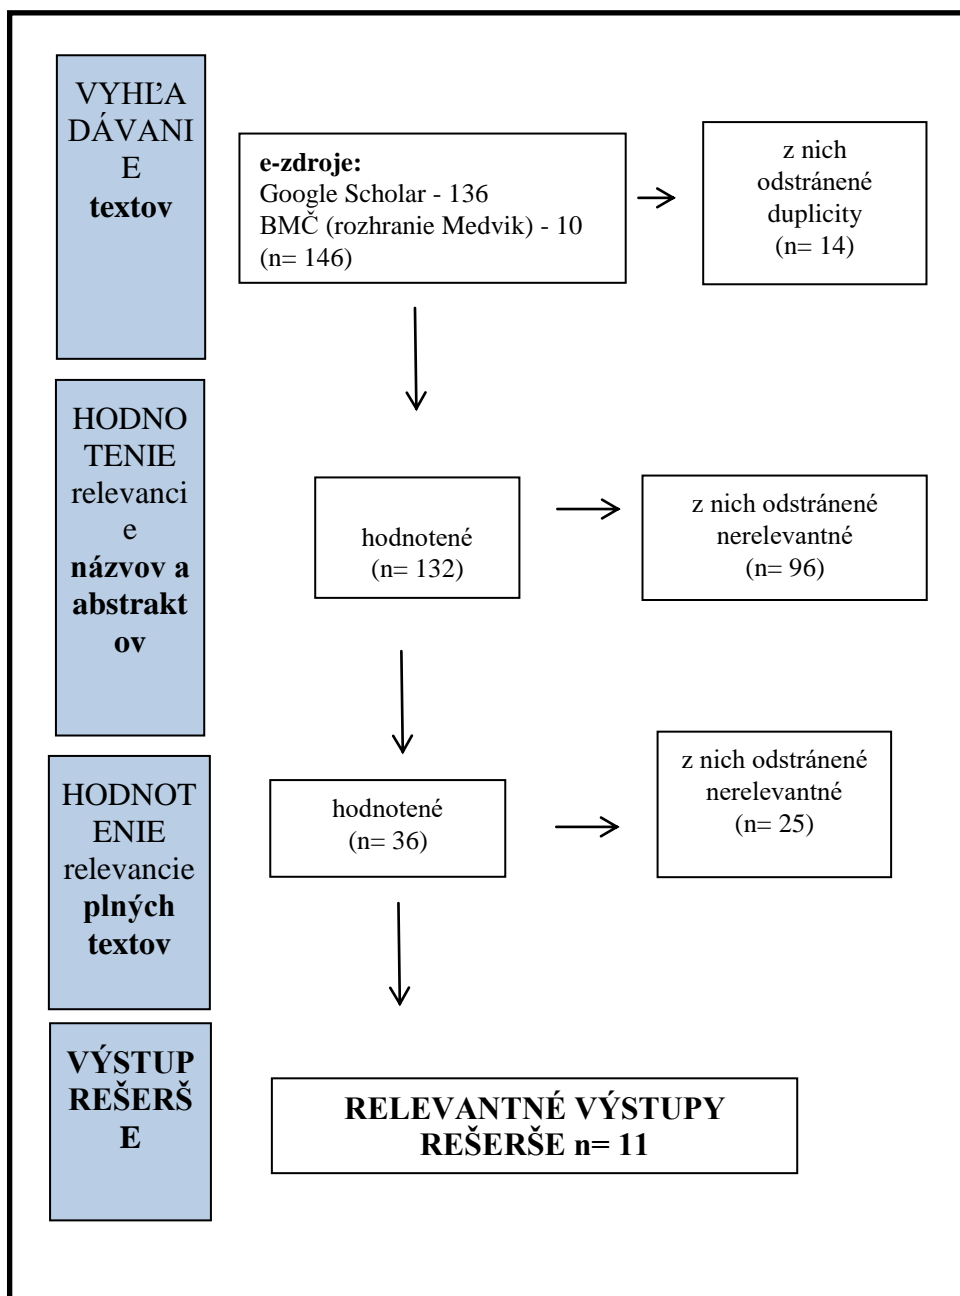 VYHĽA
DÁVANI
E
textov
e-zdroje:
Google Scholar - 136
BMČ (rozhranie Medvik) - 10
(n= 146)
z nich
odstránené
duplicity
(n= 14)
HODNO
TENIE
relevanci
e
názvov a
abstrakt
ov
hodnotené
(n= 132)
z nich odstránené
nerelevantné
(n= 96)
HODNOT
ENIE
relevancie
plných
textov
hodnotené
(n= 36)
z nich odstránené
nerelevantné
(n= 25)
VÝSTUP
REŠERŠ
E
RELEVANTNÉ VÝSTUPY
REŠERŠE n= 11